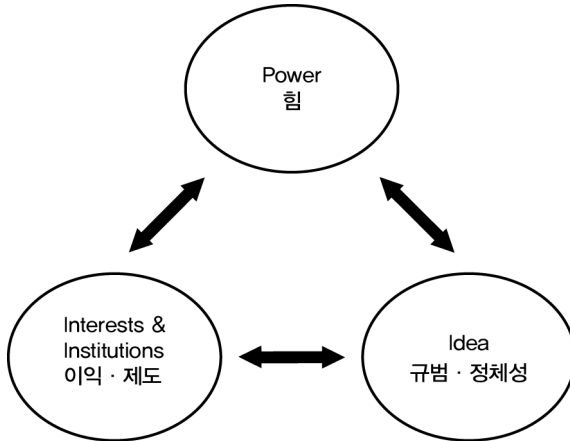 Power
힘
Interests &
Institutions
이익 · 제도
Idea
규범 · 정체성